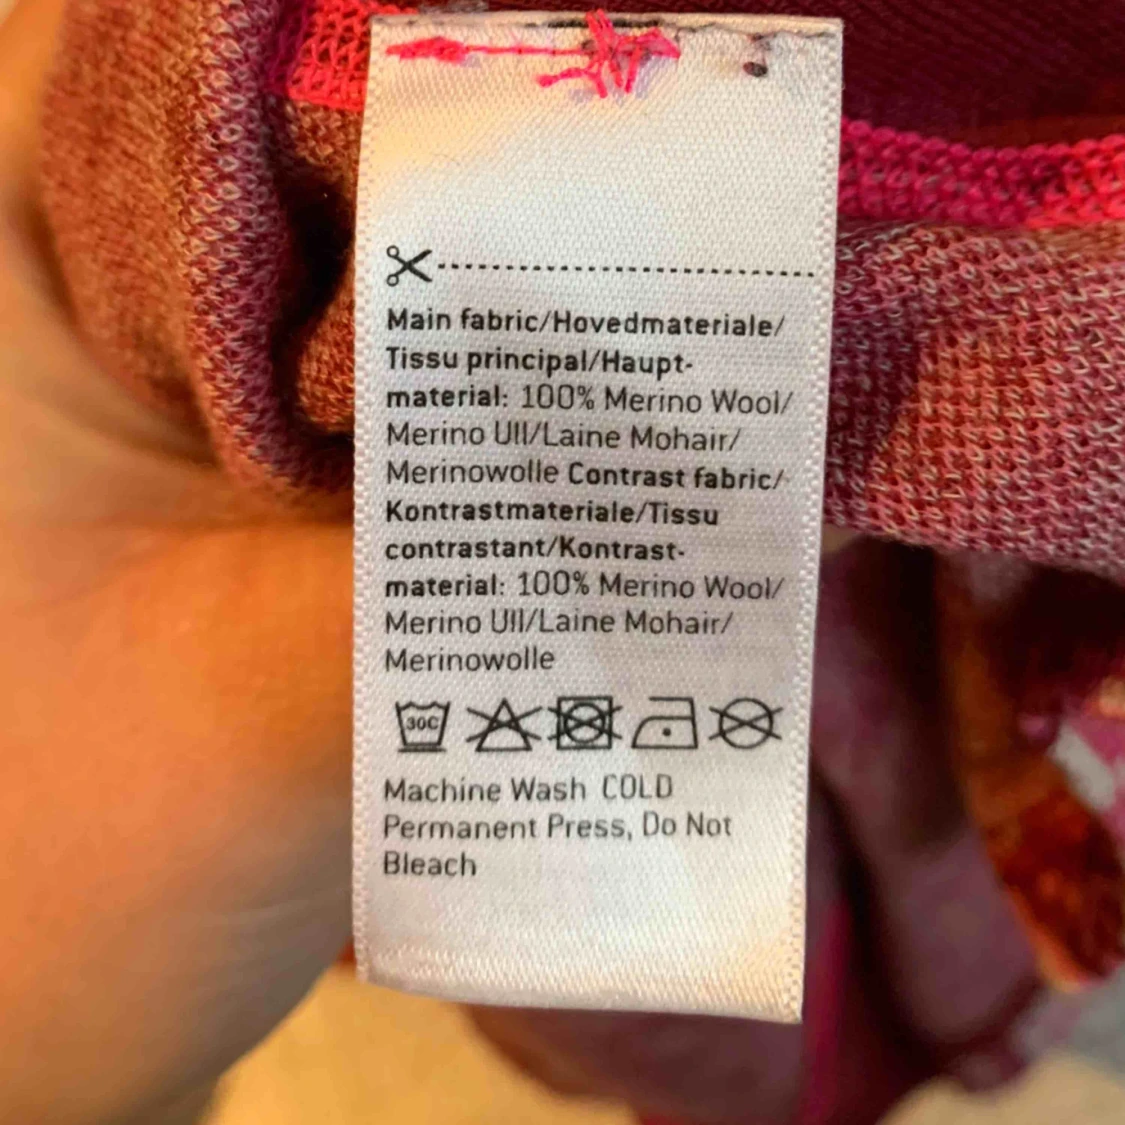 Main fabric/Hovedmateriale/
Tissu principal/Haupt-
material: 100% Merino Wool/
Merino Ull/Laine Mohair/
Merinowolle Contrast fabric/
Kontrastmateriale/Tissu
contrastant/Kontrast-
material: 100% Merino Wool/
Merino Ull/Laine Mohair/
Merinowolle
30C
Machine Wash COLD
Permanent Press, Do Not
Bleach